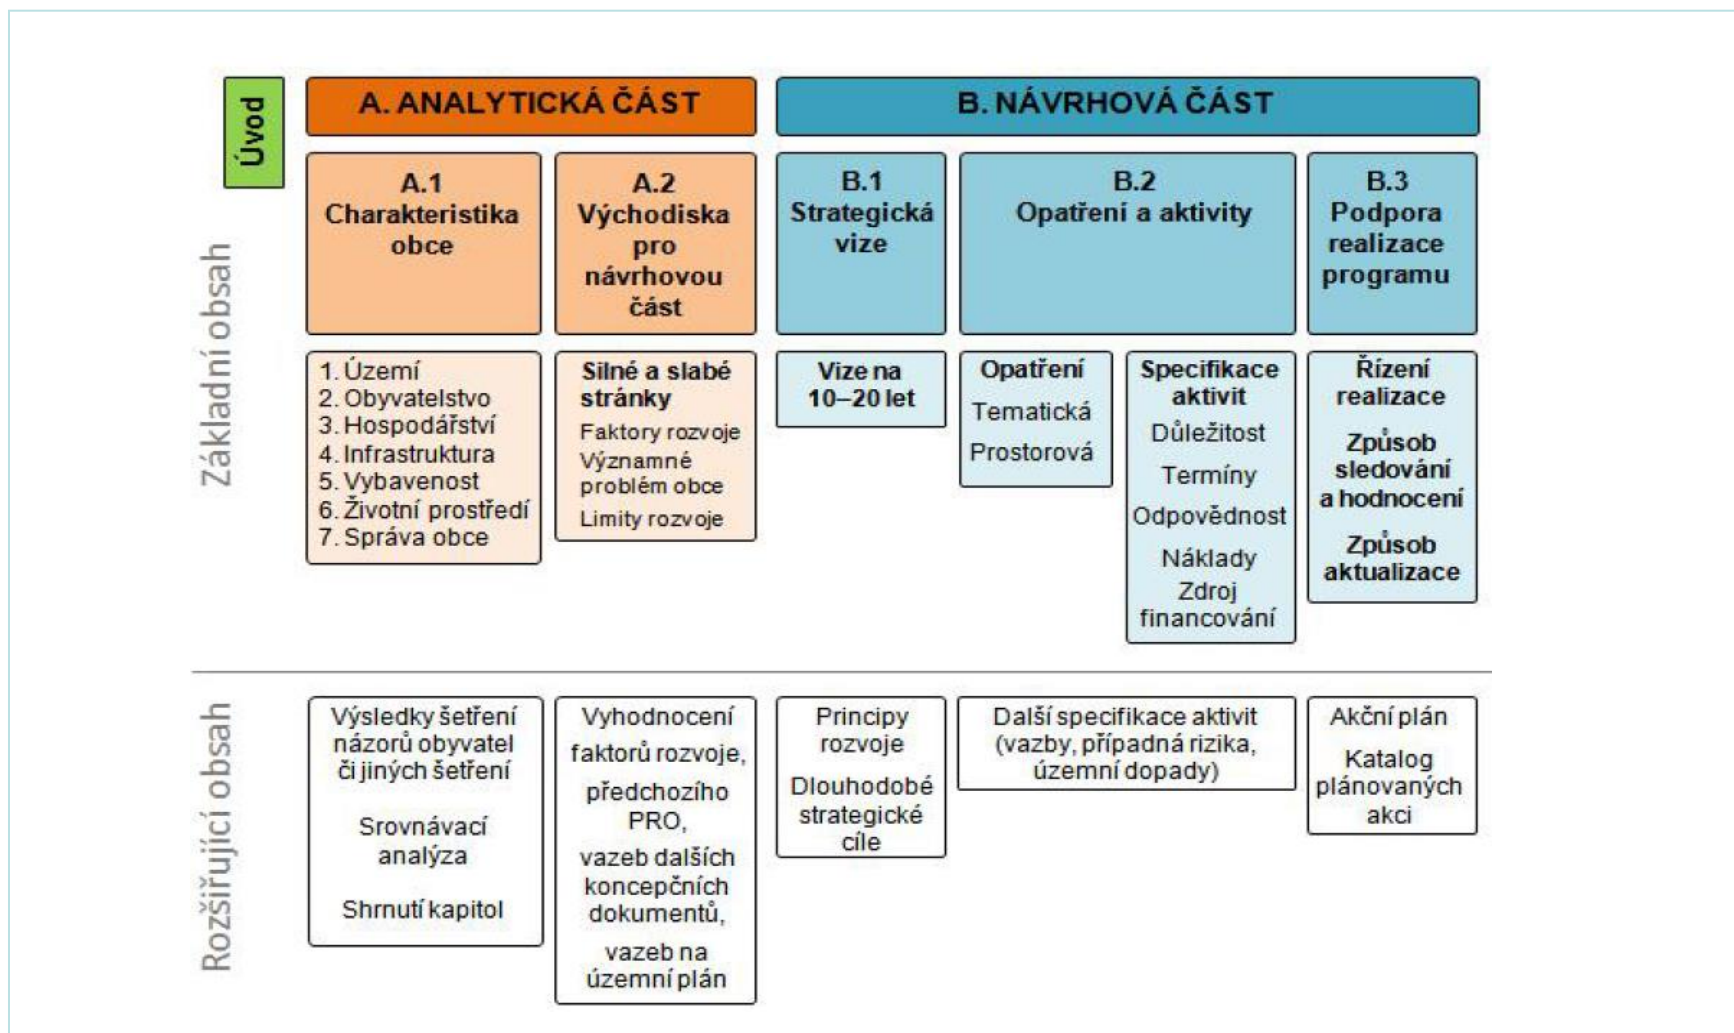 Úvod
A. ANALYTICKÁ ČÁST
B. NÁVRHOVÁ ČÁST
Základní obsah
A.1
Charakteristika
obce
A.2
Východiska
pro
návrhovou
část
B.1
Strategická
vize
B.2
Opatření a aktivity
B.3
Podpora
realizace
programu
1. Území
2. Obyvatelstvo
3. Hospodářství
4. Infrastruktura
5. Vybavenost
6. Životní prostředí
7. Správa obce
Silné a slabé
stránky
Faktory rozvoje
Významné
problém obce
Limity rozvoje
Vize na
10–20 let
Opatření
Tematická
Prostorová
Specifikace
aktivit
Důležitost
Termíny
Odpovědnost
Náklady
Zdroj
financování
Řízení
realizace
Způsob
sledování
a hodnocení
Způsob
aktualizace
Rozšiřující obsah
Výsledky šetření
názorů obyvatel
či jiných šetření
Srovnávací
analýza
Shrnutí kapitol
Vyhodnocení
faktorů rozvoje,
předchozího
PRO,
vazeb dalších
koncepčních
dokumentů,
vazeb na
územní plán
Principy
rozvoje
Dlouhodobé
strategické
cíle
Další specifikace aktivit
(vazby, případná rizika,
územní dopady)
Akční plán
Katalog
plánovaných
akci